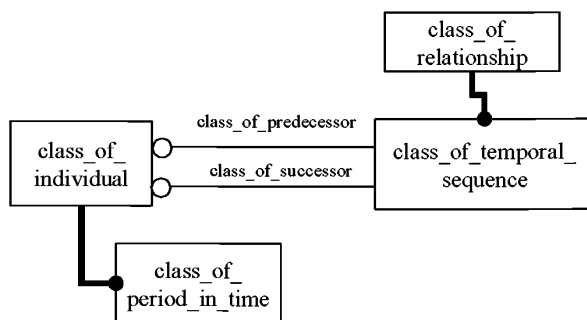 class_of_
relationship
class_of_predecessor
class_of_
individual
class_of_temporal_
sequence
class_of_successor
class_of_
period_in_time